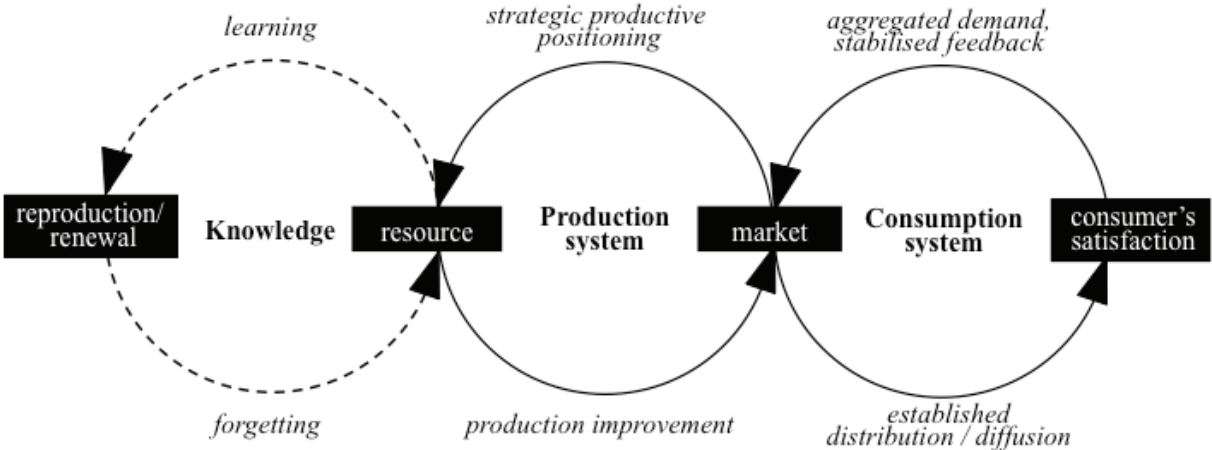 learning
strategic productive
positioning
aggregated demand,
stabilised feedback
reproduction/
renewal
Knowledge
resource
Production
system
market
Consumption
system
consumer’s
satisfaction
forgetting
production improvement
established
distribution / diffusion